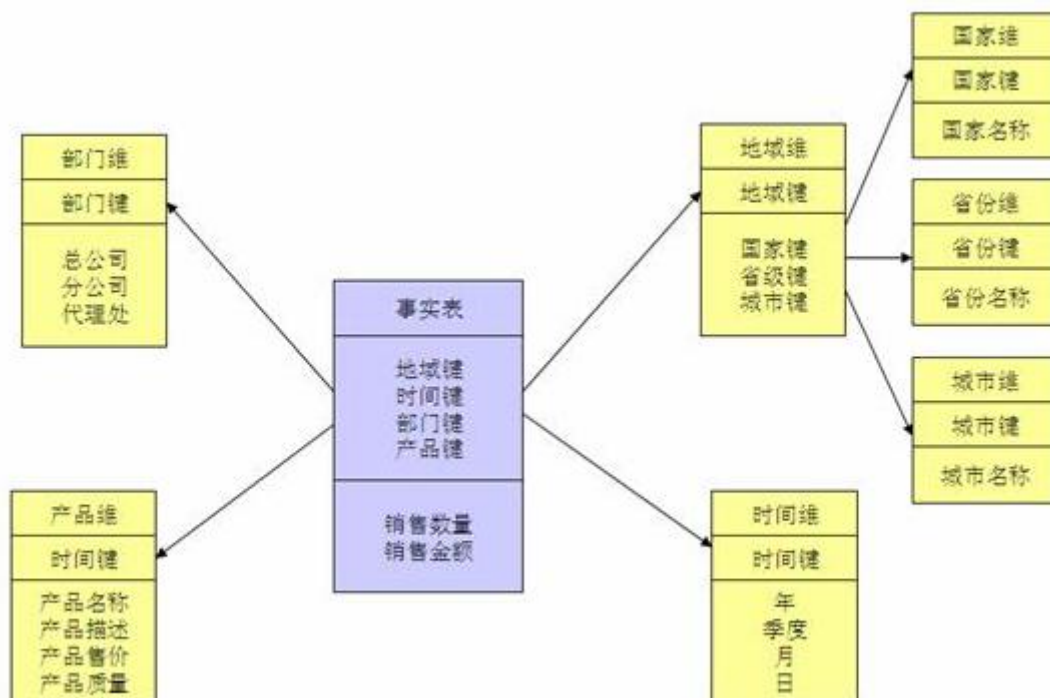 国家维
国家键
国家名称
部门维
部门键
总公司
分公司
代理处
地域维
地域键
国家键
省级键
城市键
省份维
省份键
省份名称
事实表
地域键
时间键
部门键
产品键
销售数量
销售金额
城市维
城市键
城市名称
产品维
时间键
产品名称
产品描述
产品售价
产品质量
时间维
时间键
年
季度
月
日